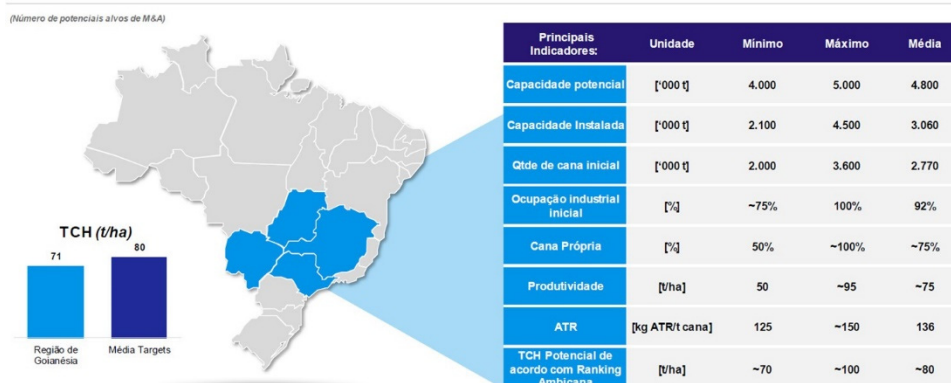 (Número de potenciais alvos de M&A)
Principais
Indicadores:
Unidade
Mínimo
Máximo
Média
Capacidade potencial
['000 t]
4.000
5.000
4.800
Capacidade Instalada
['000 t]
2.100
4.500
3.060
Qtde de cana inicial
['000 t]
2.000
3.600
2.770
Ocupação industrial
inicial
[%]
~75%
100%
92%
Cana Própria
[%]
50%
~100%
~75%
Produtividade
[t/ha]
50
~95
~75
ATR
[kg ATR/t cana]
125
~150
136
TCH Potencial de
acordo com Ranking
Ambicana
[t/ha]
~70
~100
~80
TCH (t/ha)
71
80
Região de
Goianésia
Média Targets